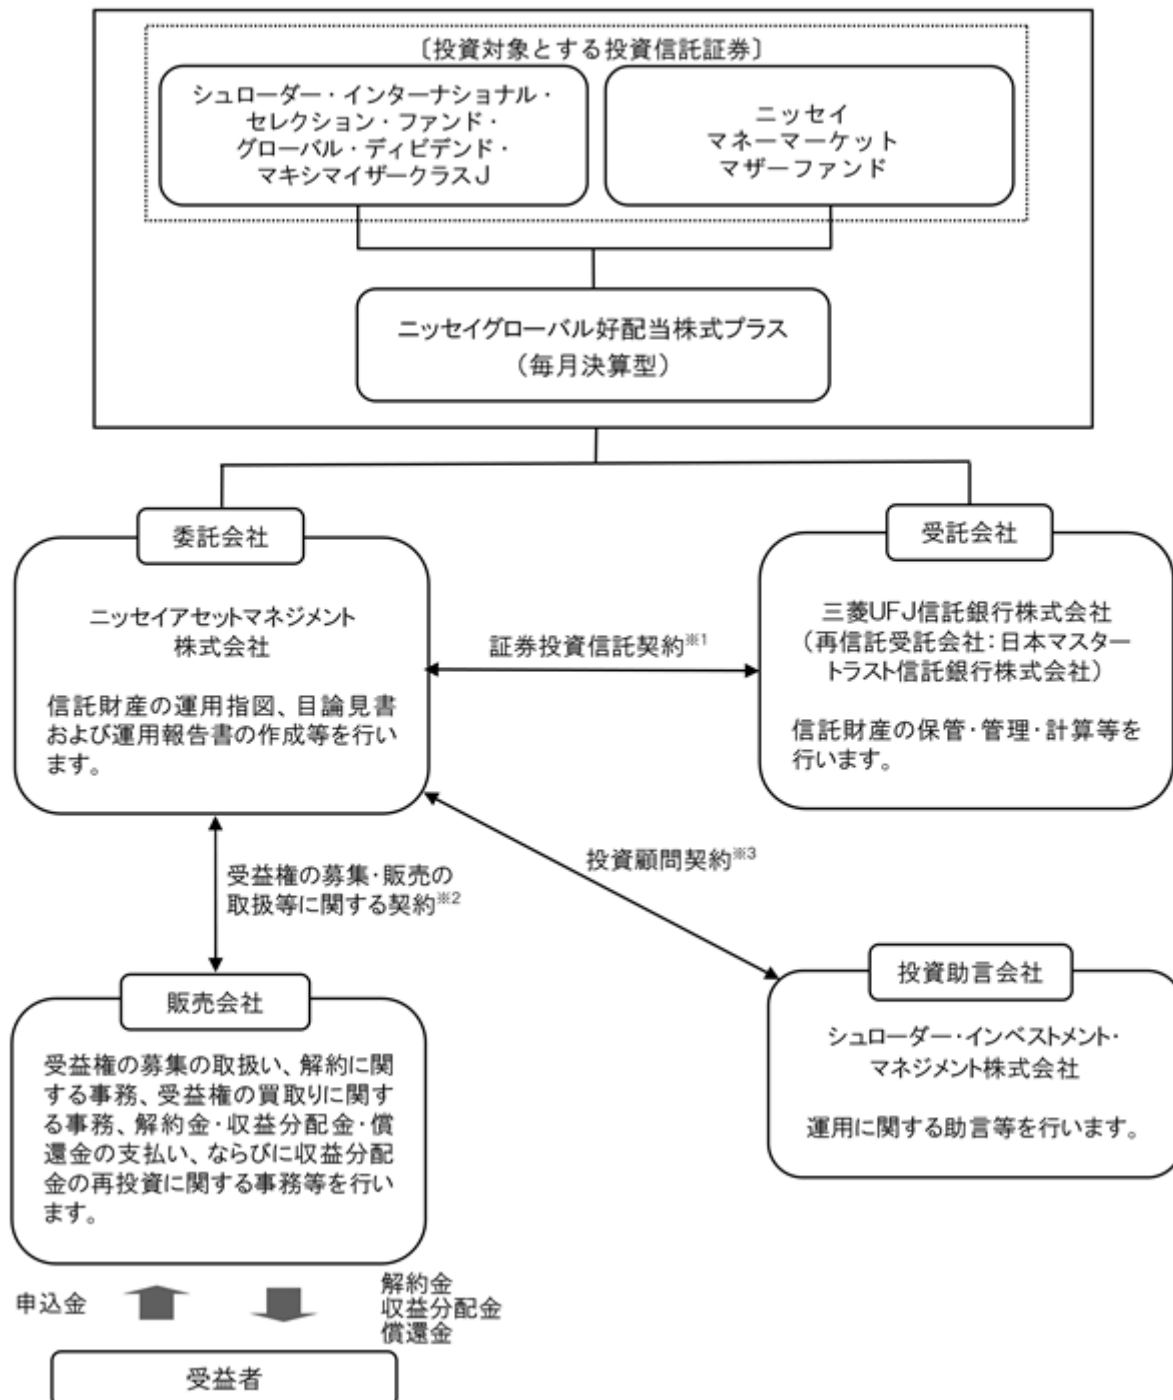 〔投資対象とする投資信託証券〕
シュローダー・インターナショナル・
セレクション・ファンド・
グローバル・ディビデンド・
マキシマイザークラスJ
ニッセイ
マネーマーケット
マザーファンド
ニッセイグローバル好配当株式プラス
（毎月決算型）
委託会社
ニッセイアセットマネジメント
株式会社
信託財産の運用指図、目論見書
および運用報告書の作成等を行い
ます。
証券投資信託契約※1
受託会社
三菱UFJ信託銀行株式会社
（再信託受託会社：日本マスター
トラスト信託銀行株式会社）
信託財産の保管・管理・計算等を
行います。
受益権の募集・販売の
取扱等に関する契約※2
投資顧問契約※3
販売会社
受益権の募集の取扱い、解約に関
する事務、受益権の買取りに関す
る事務、解約金・収益分配金・償
還金の支払い、ならびに収益分配
金の再投資に関する事務等を行い
ます。
投資助言会社
シュローダー・インベストメント・
マネジメント株式会社
運用に関する助言等を行います。
申込金
解約金
収益分配金
償還金
受益者